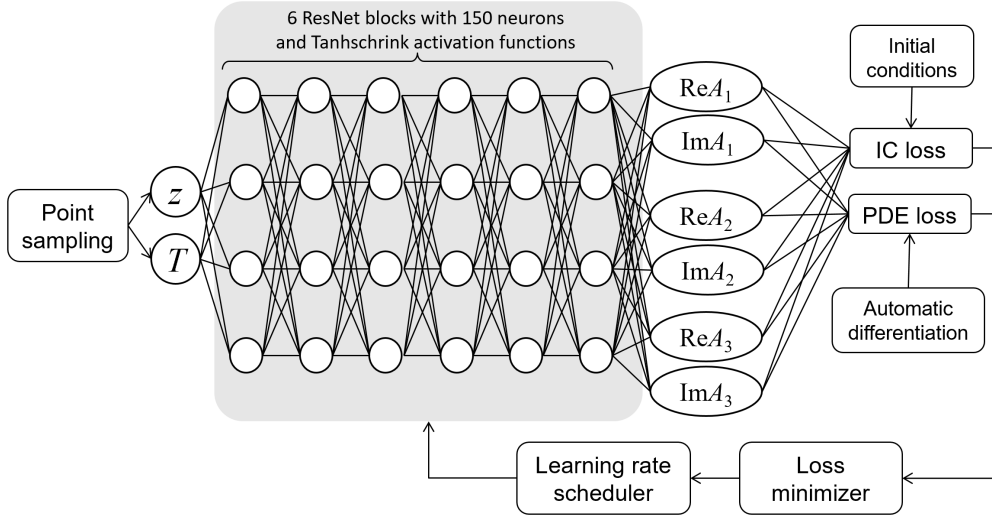 6 ResNet blocks with 150 neurons
and Tanhschrink activation functions
Point
sampling
z
T
ReA₁
ImA₁
ReA₂
ImA₂
ReA₃
ImA₃
Initial
conditions
IC loss
PDE loss
Automatic
differentiation
Learning rate
scheduler
Loss
minimizer